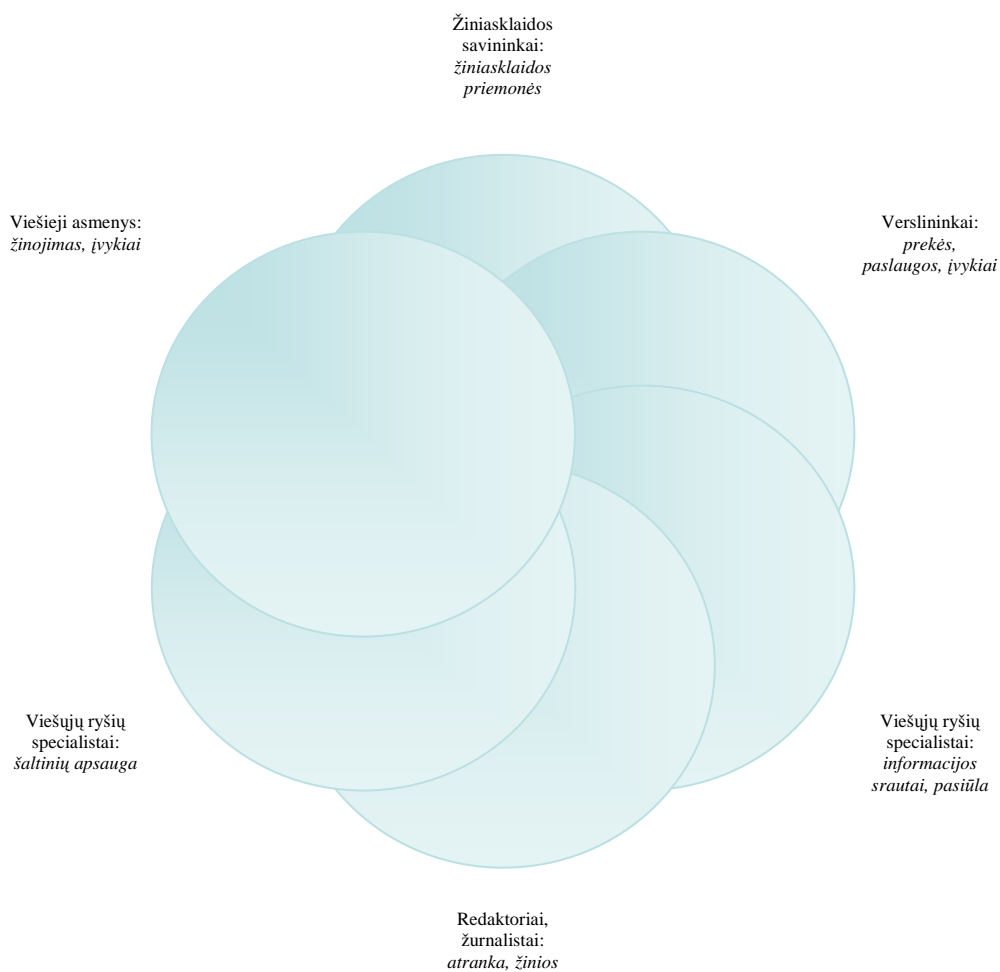 Žiniasklaidos
savininkai:
žiniasklaidos
priemonės
Viešieji asmenys:
žinojimas, įvykiai
Verslininkai:
prekės,
paslaugos, įvykiai
Viešųjų ryšių
specialistai:
šaltinių apsauga
Viešųjų ryšių
specialistai:
informacijos
srautai, pasiūla
Redaktoriai,
žurnalistai:
atranka, žinios